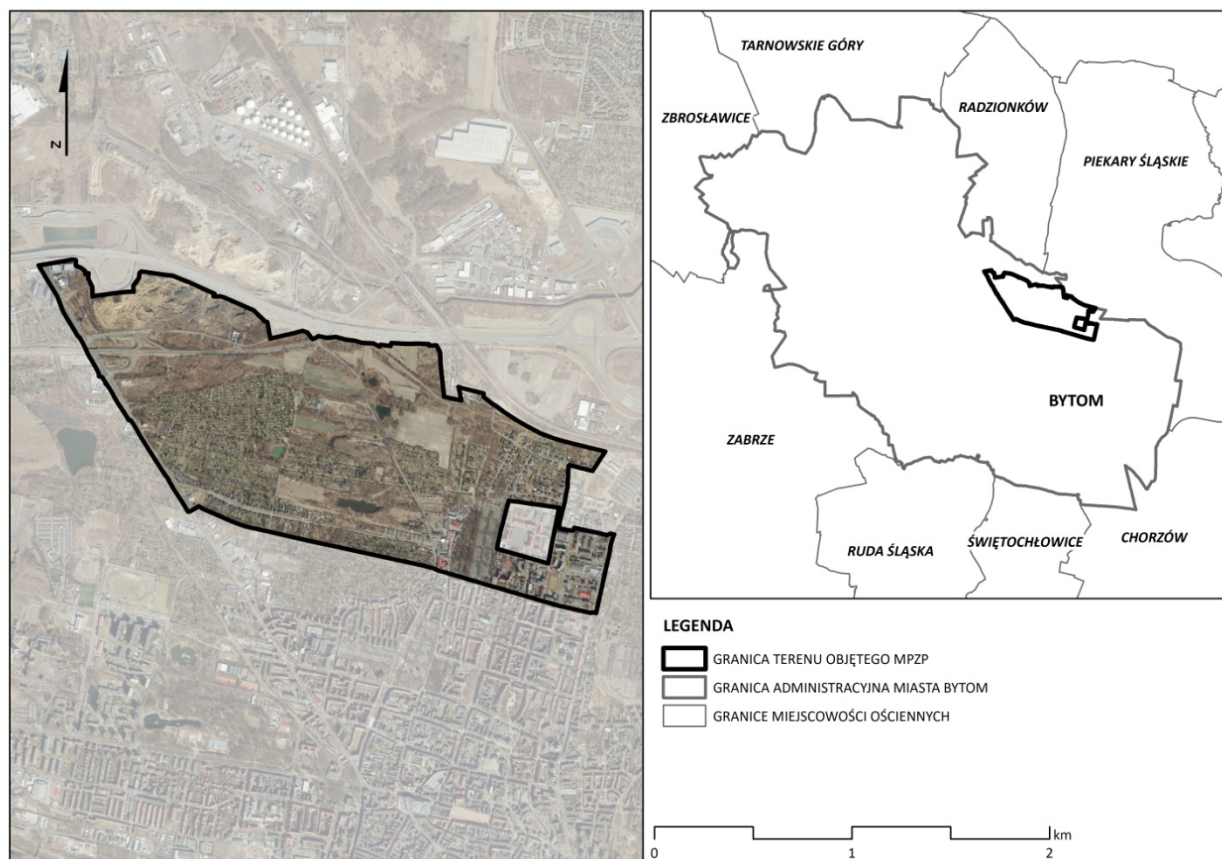 N
TARNOWSKIE GÓRY
ZBROSŁAWICE
RADZIONKÓW
PIEKARY ŚLĄSKIE
BYTOM
ZABRZE
RUDA ŚLĄSKA
ŚWIĘTOCHŁOWICE
CHORZÓW
LEGENDA
GRANICA TERENU OBJĘTEGO MPZP
GRANICA ADMINISTRACYJNA MIASTA BYTOM
GRANICE MIEJSCOWOŚCI OŚCIENNYCH
km
0 1 2